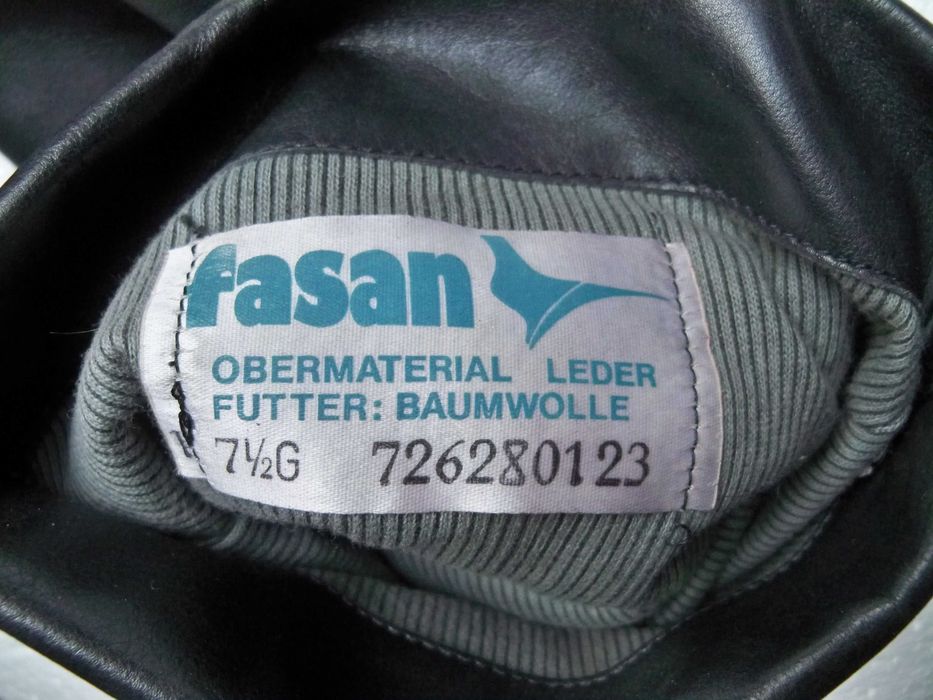 fasan
OBERMATERIAL LEDER
FUTTER: BAUMWOLLE
7½G 726280123